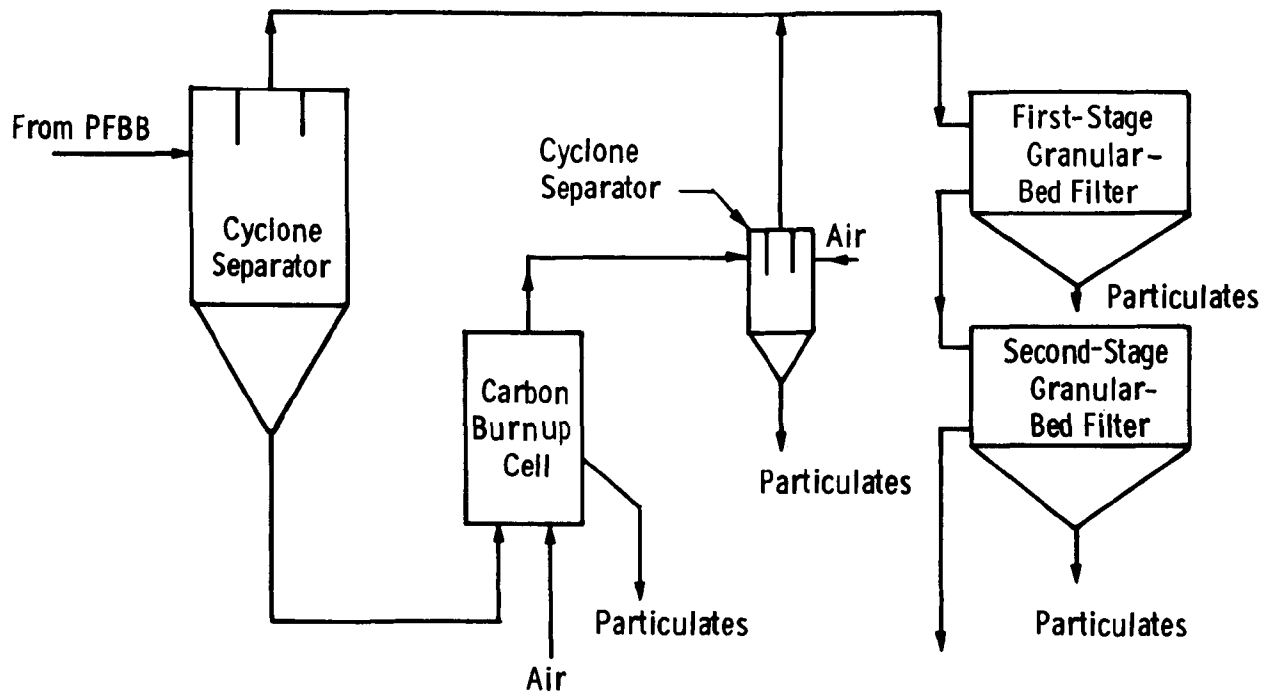 From PFBB
Cyclone
Separator
Carbon
Burnup
Cell
Air
Particulates
Cyclone
Separator
Air
Particulates
First-Stage
Granular-
Bed Filter
Particulates
Second-Stage
Granular-
Bed Filter
Particulates